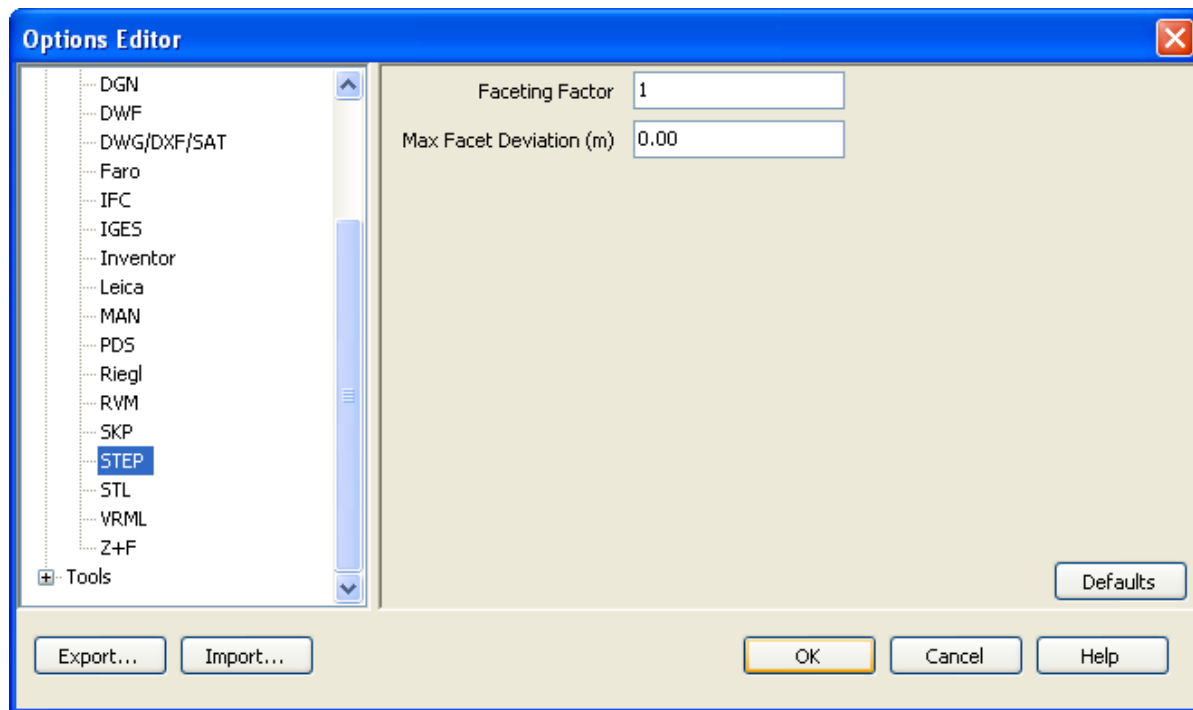 Options Editor
DGN
DWF
DWG/DXF/SAT
Faro
IFC
IGES
Inventor
Leica
MAN
PDS
Riegl
RVM
SKP
STEP
STL
VRML
Z+F
Tools
Faceting Factor 1
Max Facet Deviation (m) 0.00
Defaults
Export... Import... OK Cancel Help